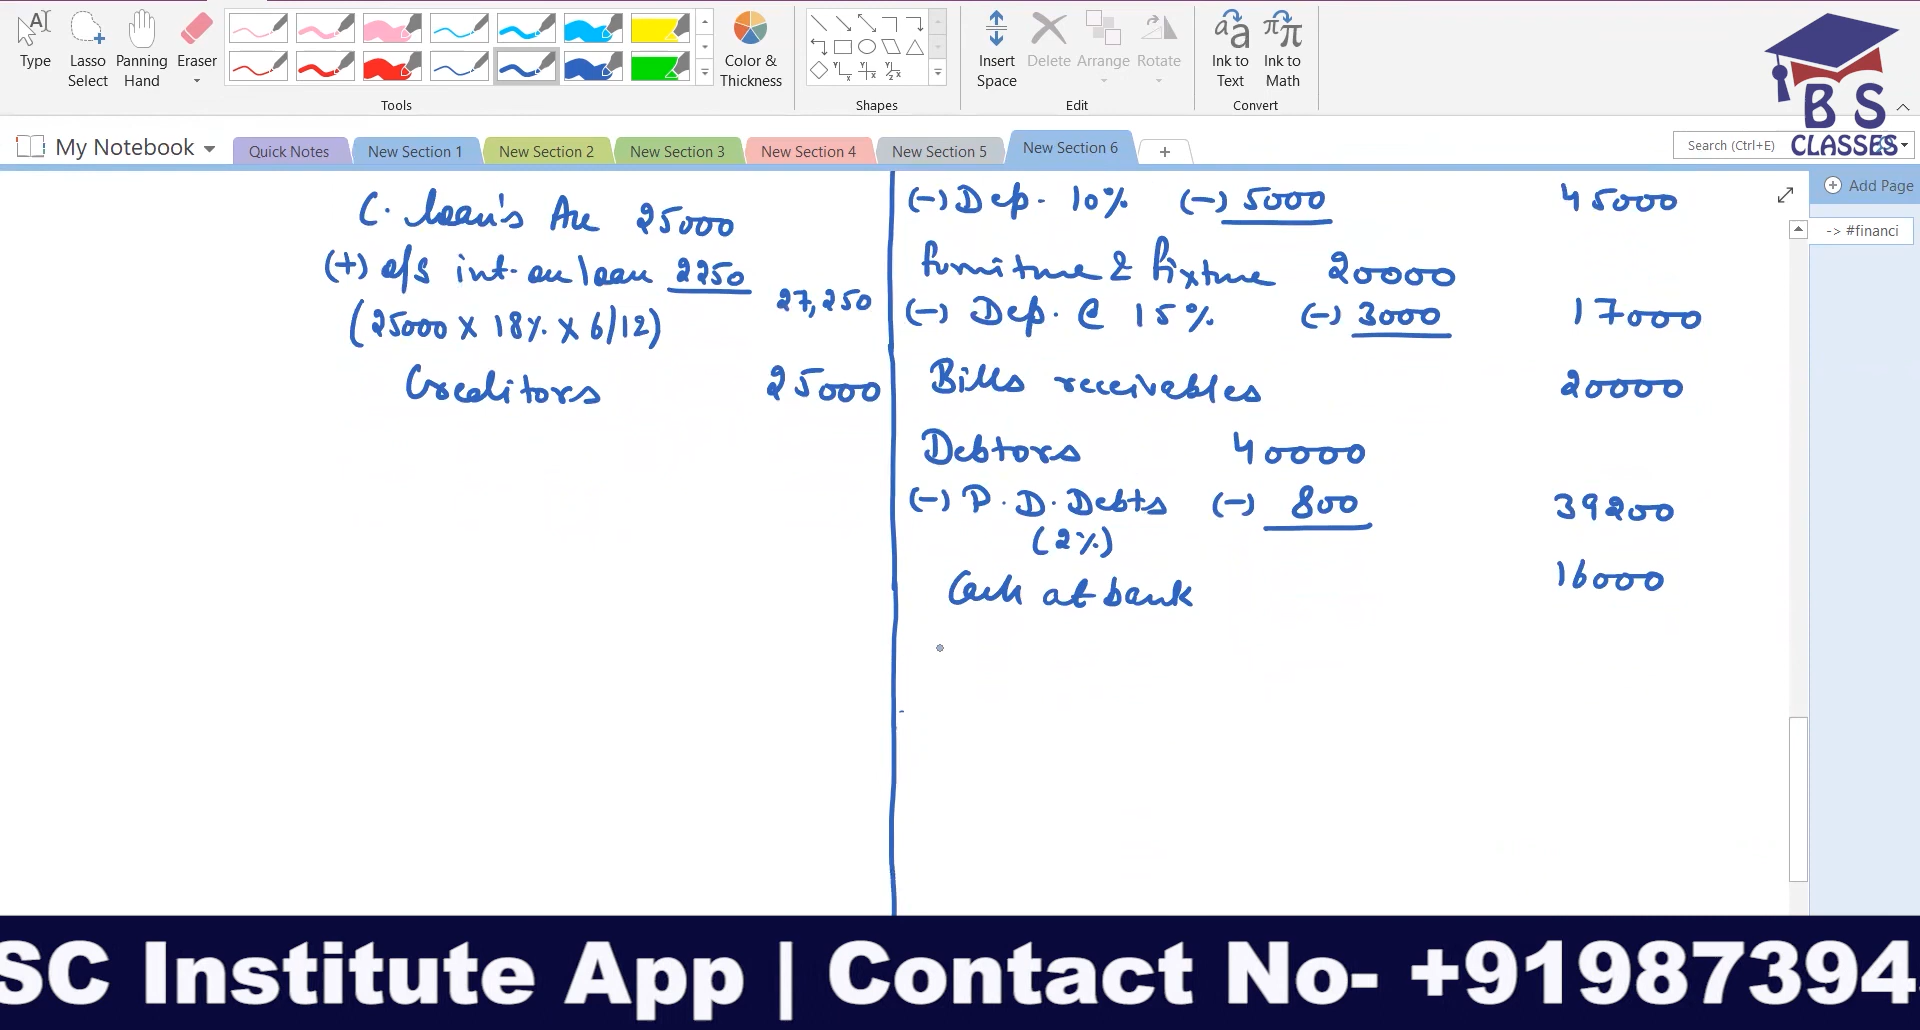 Type
Lasso Select
Panning Hand
Eraser
Color & Thickness
Insert Space
Delete
Arrange
Rotate
Ink to Text
Ink to Math
Tools
Shapes
Edit
Convert
BS
CLASSES
My Notebook
Quick Notes
New Section 1
New Section 2
New Section 3
New Section 4
New Section 5
New Section 6
+
Search (Ctrl+E)
Add Page
-> #financi
C. loan's A/c 25000
(+) o/s int. on loan 2250
27,250
(25000 x 18% x 6/12)
Creditors 25000
(-) Dep. 10% (-) 5000 45000
Furniture & Fixture 20000
(-) Dep. @ 15% (-) 3000 17000
Bills receivables 20000
Debtors 40000
(-) P.D. Debts (-) 800 39200
(2%)
Cash at bank 16000
SC Institute App | Contact No- +91987394